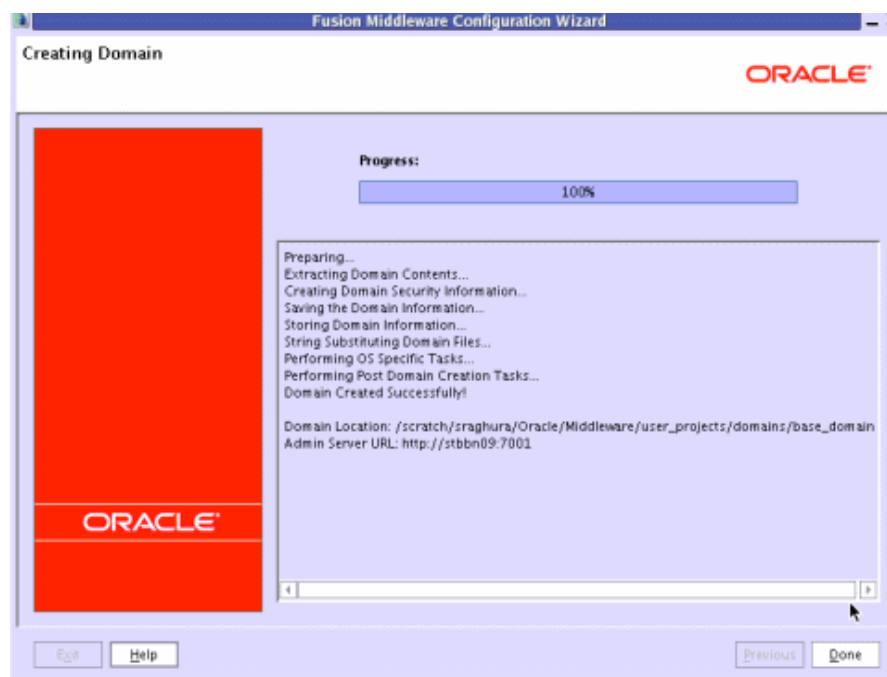 Fusion Middleware Configuration Wizard
Creating Domain
ORACLE
Progress:
100%
Preparing...
Extracting Domain Contents...
Creating Domain Security Information...
Saving the Domain Information...
Storing Domain Information...
String Substituting Domain Files...
Performing OS Specific Tasks...
Performing Post Domain Creation Tasks...
Domain Created Successfully!
Domain Location: /scratch/sraghura/Oracle/Middleware/user_projects/domains/base_domain
Admin Server URL: http://stbbn09:7001
ORACLE
Exit Help Previous Done